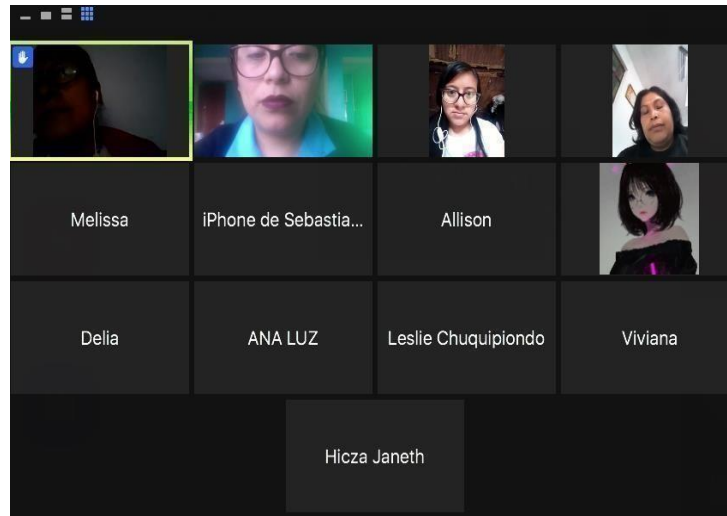 Melissa
iPhone de Sebastia...
Allison
Delia
ANA LUZ
Leslie Chuquipiondo
Viviana
Hicza Janeth